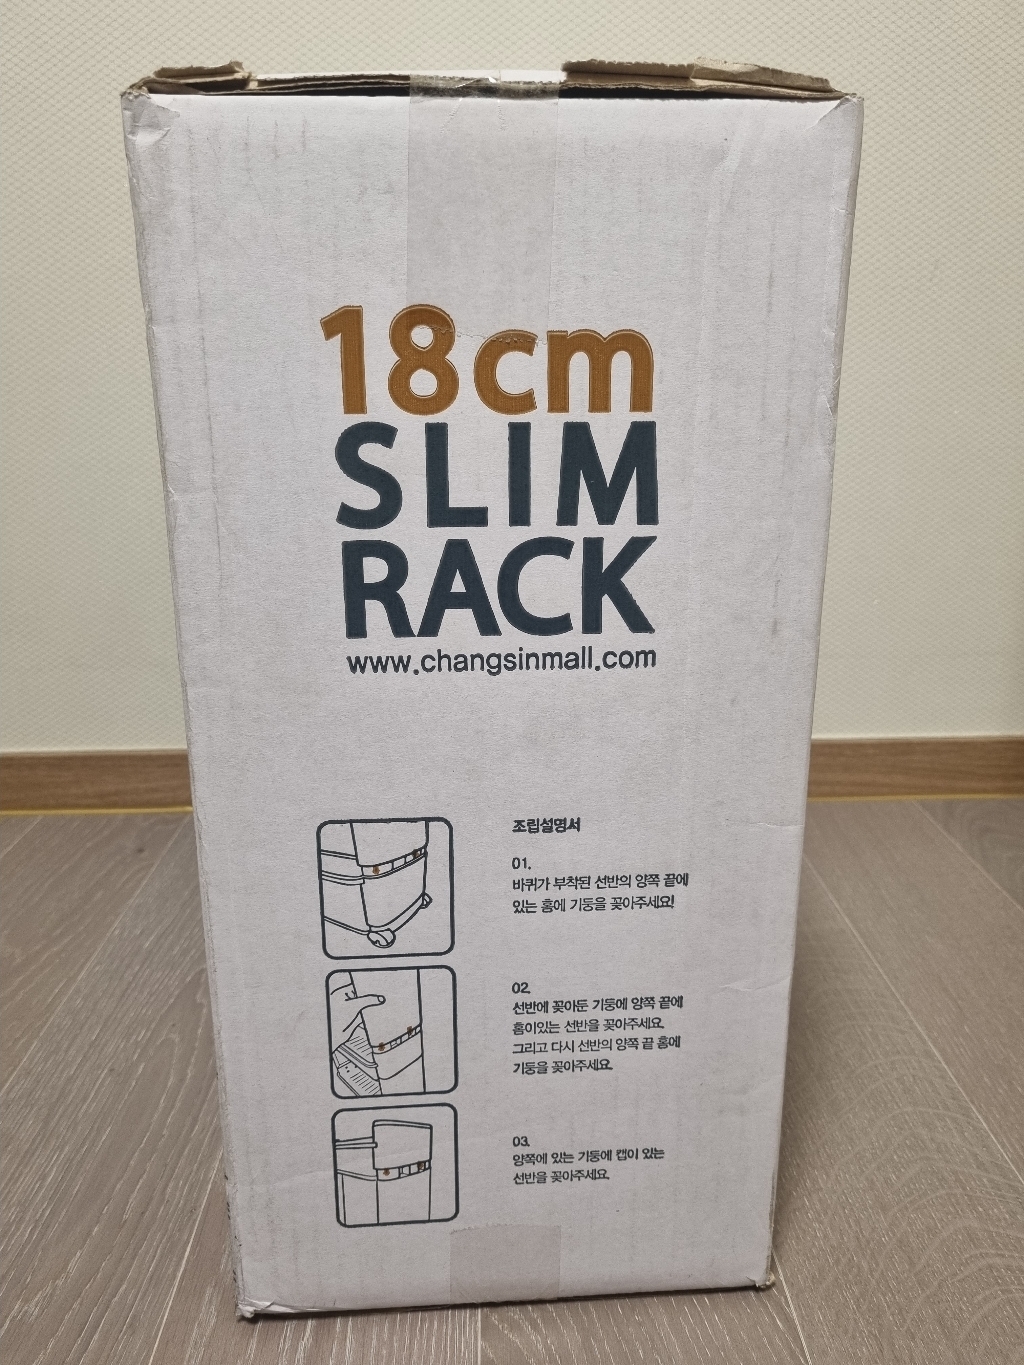 18cm
SLIM
RACK
www.changsinmall.com
조립설명서
01.
바퀴가 부착된 선반의 양쪽 끝에
있는 홈에 기둥을 꽂아주세요!
02.
선반에 꽂아둔 기둥에 양쪽 끝에
홈이있는 선반을 꽂아주세요.
그리고 다시 선반의 양쪽 끝 홈에
기둥을 꽂아주세요.
03.
양쪽에 있는 기둥에 캡이 있는
선반을 꽂아주세요.